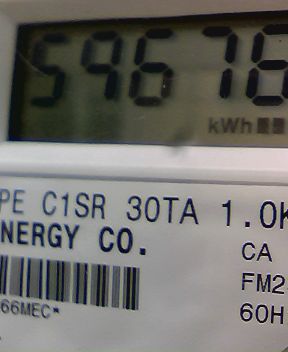 59676
kWh
PE C1SR 30TA 1.0K
NERGY CO.
CA
FM2
66MEC*
60H